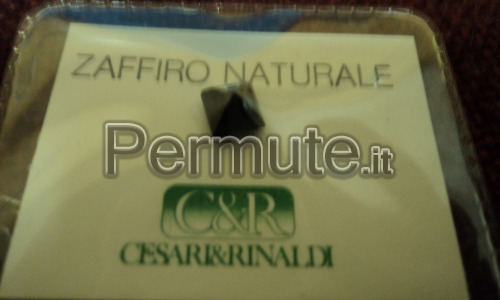 ZAFFIRO NATURALE
Permute.it
C&R
CESARI&RINALDI